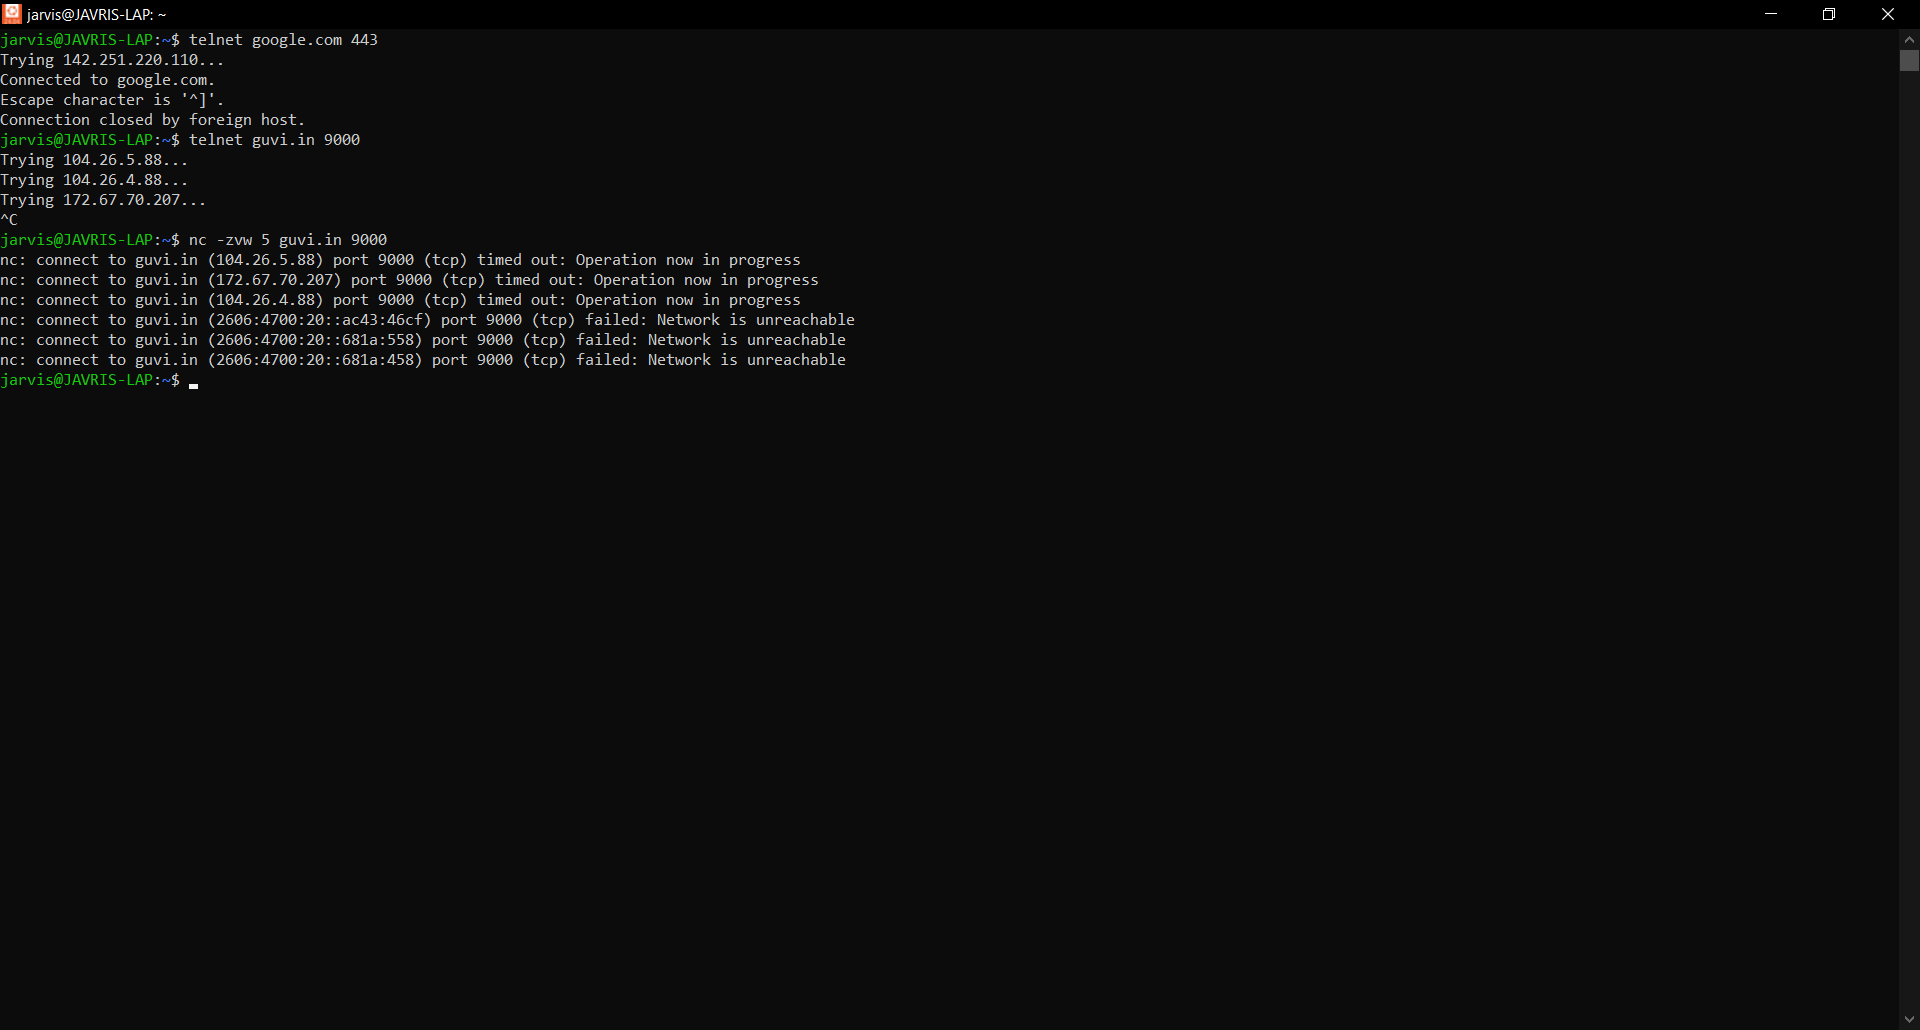 jarvis@JAVRIS-LAP: ~
jarvis@JAVRIS-LAP:~$ telnet google.com 443
Trying 142.251.220.110...
Connected to google.com.
Escape character is '^]'.
Connection closed by foreign host.
jarvis@JAVRIS-LAP:~$ telnet guvi.in 9000
Trying 104.26.5.88...
Trying 104.26.4.88...
Trying 172.67.70.207...
^C
jarvis@JAVRIS-LAP:~$ nc -zvw 5 guvi.in 9000
nc: connect to guvi.in (104.26.5.88) port 9000 (tcp) timed out: Operation now in progress
nc: connect to guvi.in (172.67.70.207) port 9000 (tcp) timed out: Operation now in progress
nc: connect to guvi.in (104.26.4.88) port 9000 (tcp) timed out: Operation now in progress
nc: connect to guvi.in (2606:4700:20::ac43:46cf) port 9000 (tcp) failed: Network is unreachable
nc: connect to guvi.in (2606:4700:20::681a:558) port 9000 (tcp) failed: Network is unreachable
nc: connect to guvi.in (2606:4700:20::681a:458) port 9000 (tcp) failed: Network is unreachable
jarvis@JAVRIS-LAP:~$